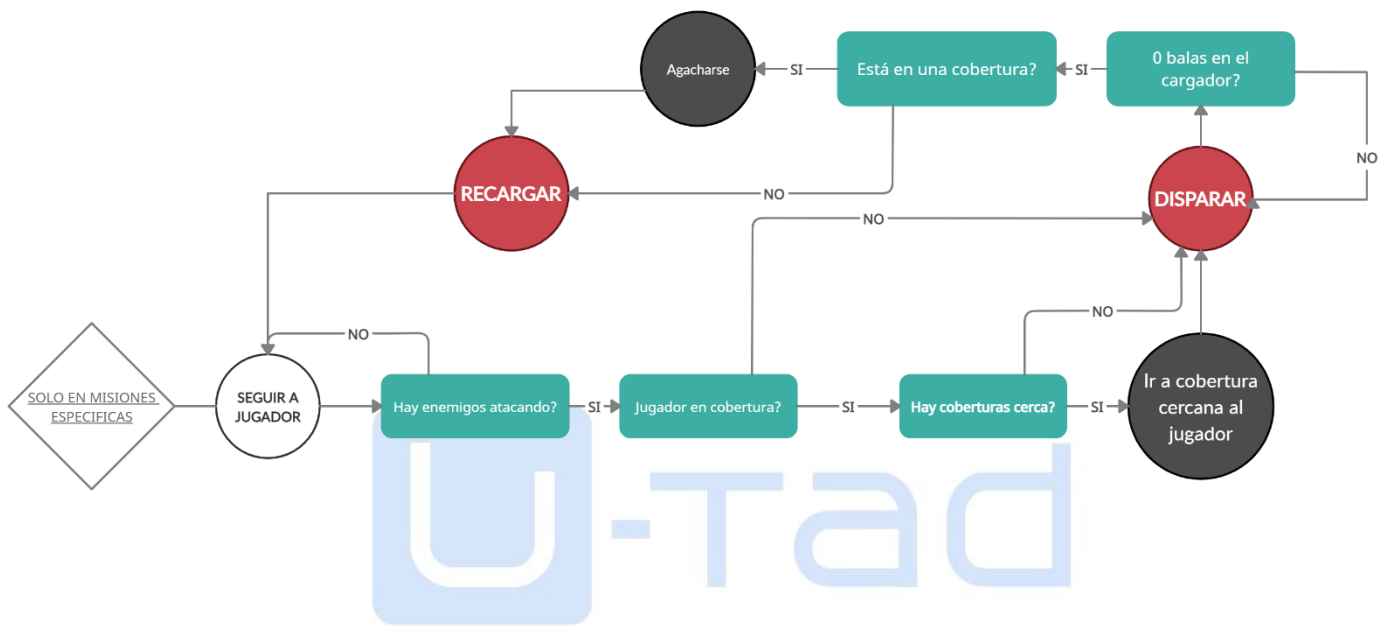 Agacharse
SI
Está en una cobertura?
SI
0 balas en el
cargador?
NO
RECARGAR
NO
DISPARAR
NO
NO
NO
SOLO EN MISIONES
ESPECIFICAS
SEGUIR A
JUGADOR
Hay enemigos atacando?
SI
Jugador en cobertura?
SI
Hay coberturas cerca?
SI
Ir a cobertura
cercana al
jugador
U-Tad